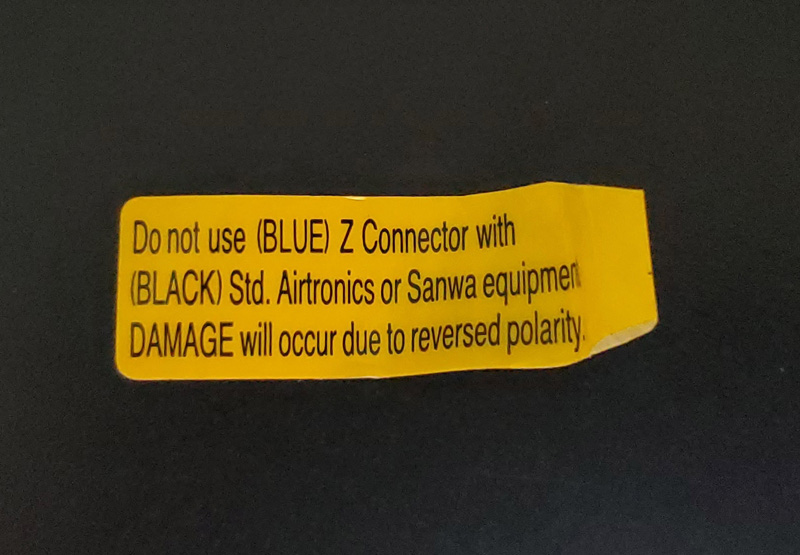 Do not use (BLUE) Z Connector with
(BLACK) Std. Airtronics or Sanwa equipmen
DAMAGE will occur due to reversed polarity.